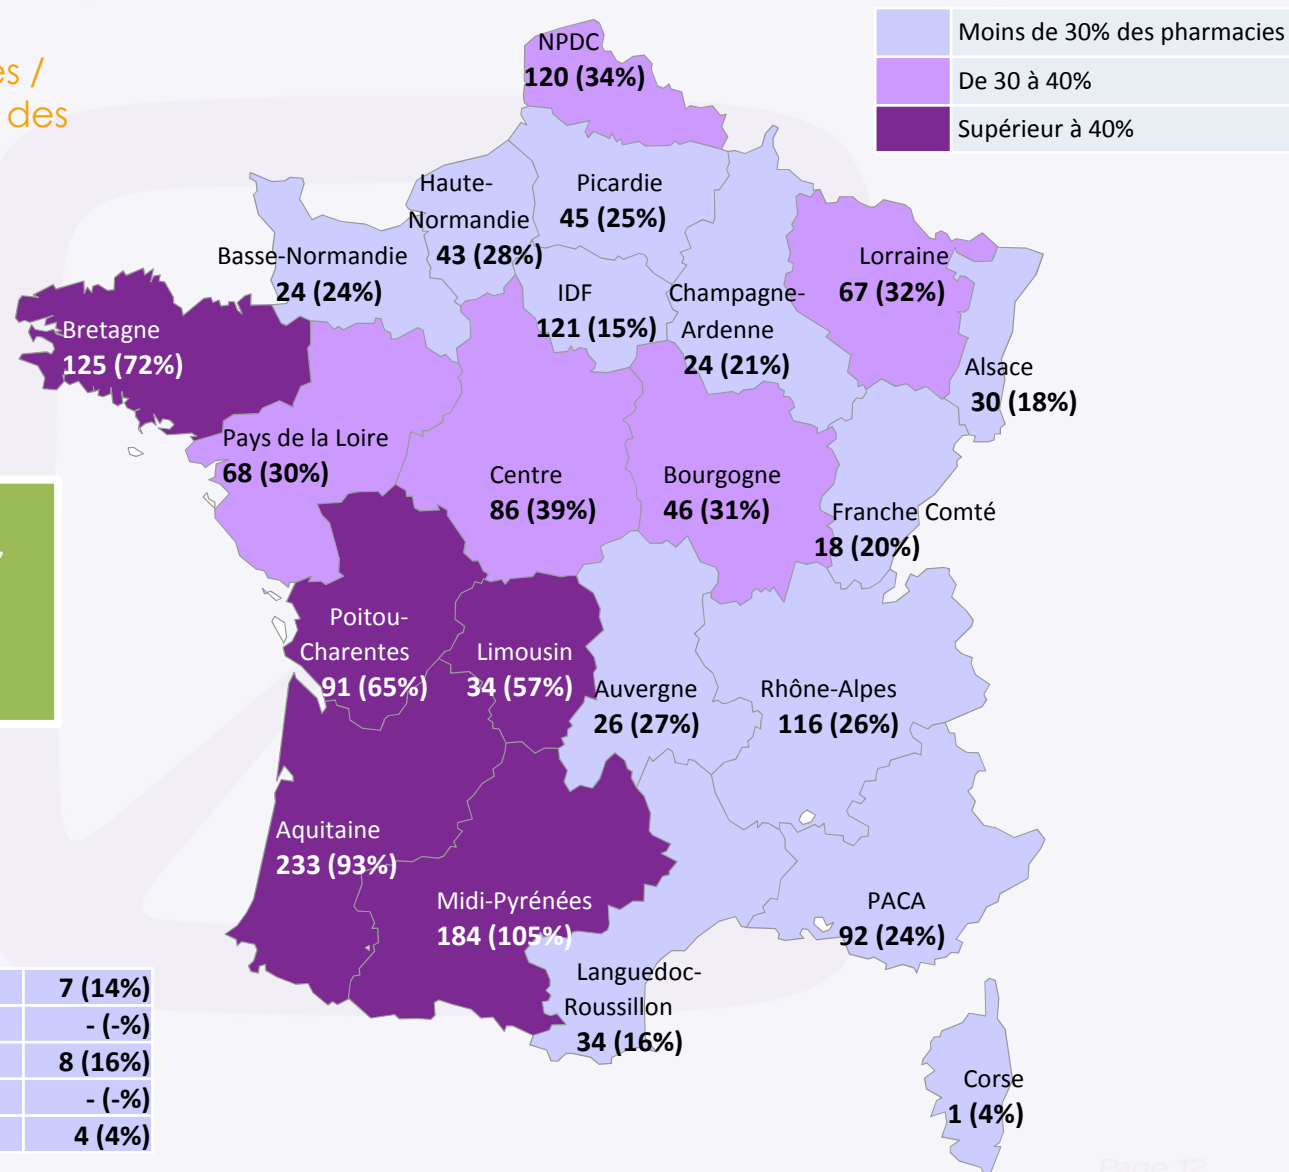 es /
des
Moins de 30% des pharmacies
De 30 à 40%
Supérieur à 40%
NPDC
120 (34%)
Haute-
Normandie
43 (28%)
Picardie
45 (25%)
Basse-Normandie
24 (24%)
IDF
121 (15%)
Champagne-
Ardenne
24 (21%)
Lorraine
67 (32%)
Alsace
30 (18%)
Bretagne
125 (72%)
Pays de la Loire
68 (30%)
Centre
86 (39%)
Bourgogne
46 (31%)
Franche Comté
18 (20%)
Poitou-
Charentes
91 (65%)
Limousin
34 (57%)
Auvergne
26 (27%)
Rhône-Alpes
116 (26%)
Aquitaine
233 (93%)
Midi-Pyrénées
184 (105%)
PACA
92 (24%)
Languedoc-
Roussillon
34 (16%)
Corse
1 (4%)
7 (14%)
- (-%)
8 (16%)
- (-%)
4 (4%)
Page 12